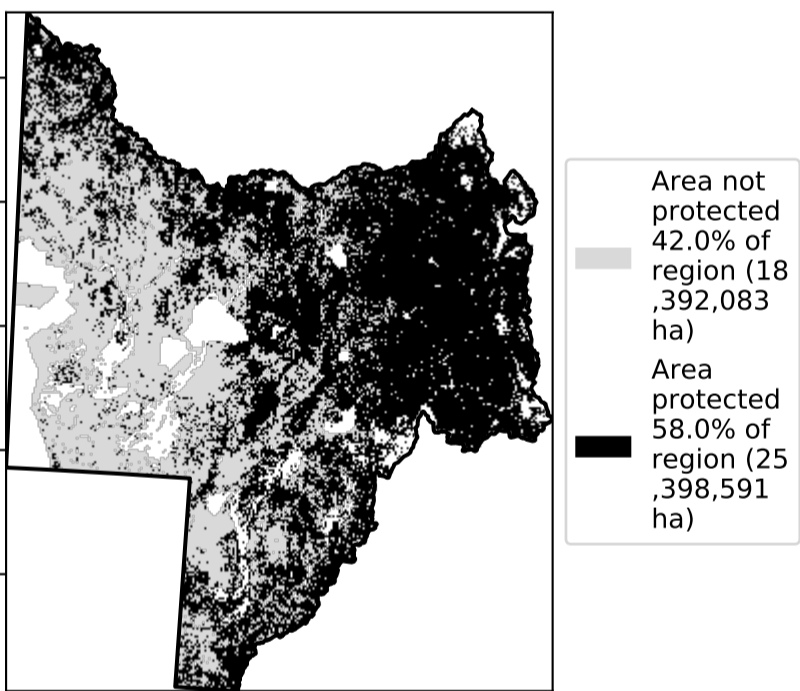 Area not
protected
42.0% of
region (18
,392,083
ha)
Area
protected
58.0% of
region (25
,398,591
ha)